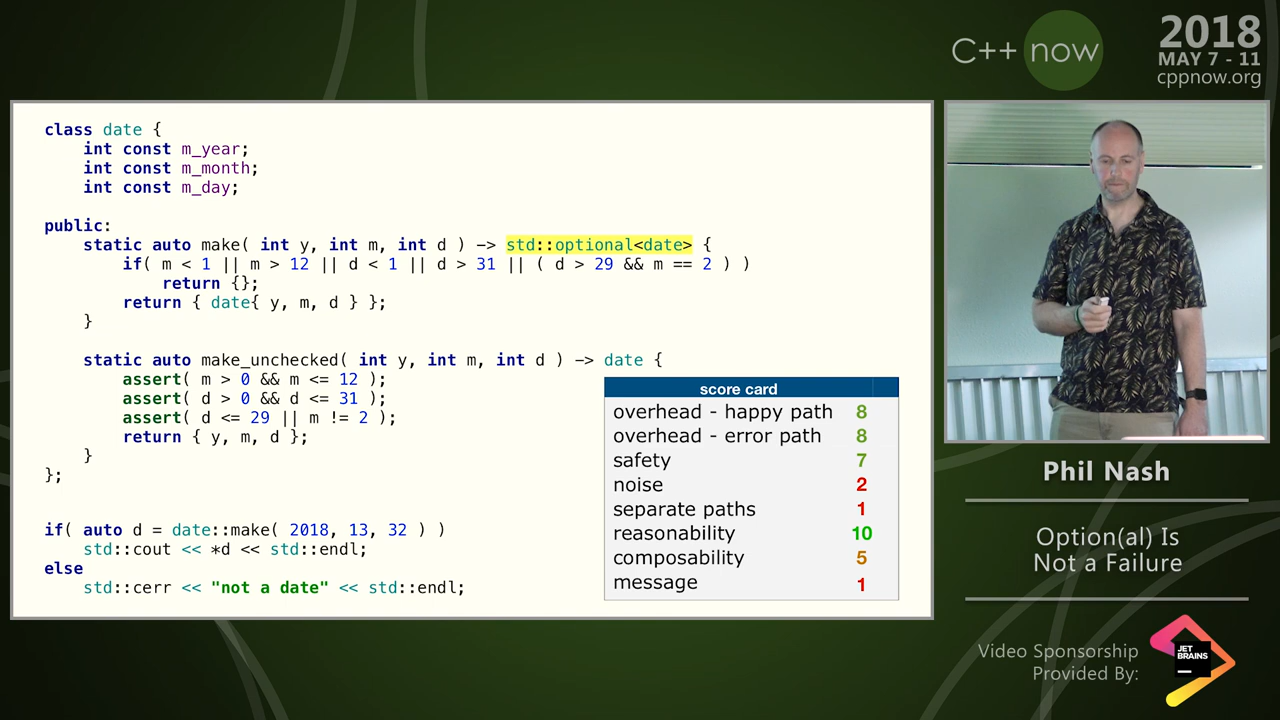 C++ now
2018
MAY 7 - 11
cppnow.org
class date {
    int const m_year;
    int const m_month;
    int const m_day;
public:
    static auto make( int y, int m, int d ) -> std::optional<date> {
        if( m < 1 || m > 12 || d < 1 || d > 31 || ( d > 29 && m == 2 ) )
            return {};
        return { date{ y, m, d } };
    }
    static auto make_unchecked( int y, int m, int d ) -> date {
        assert( m > 0 && m <= 12 );
        assert( d > 0 && d <= 31 );
        assert( d <= 29 || m != 2 );
        return { y, m, d };
    }
};
if( auto d = date::make( 2018, 13, 32 ) )
    std::cout << *d << std::endl;
else
    std::cerr << "not a date" << std::endl;
score card
overhead - happy path 8
overhead - error path 8
safety 7
noise 2
separate paths 1
reasonability 10
composability 5
message 1
Phil Nash
Option(al) Is
Not a Failure
Video Sponsorship
Provided By:
JET
BRAINS